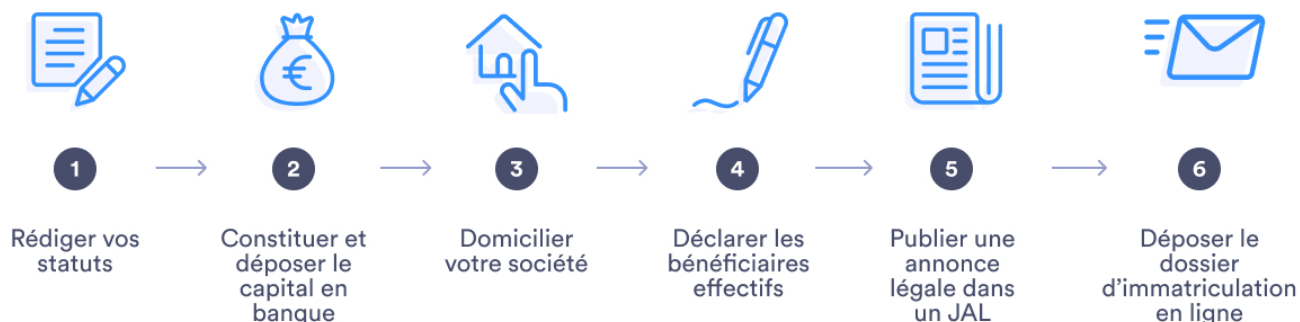 €
1
2
3
4
5
6
Rédiger vos
statuts
Constituer et
déposer le
capital en
banque
Domicilier
votre société
Déclarer les
bénéficiaires
effectifs
Publier une
annonce
légale dans
un JAL
Déposer le
dossier
d'immatriculation
en ligne